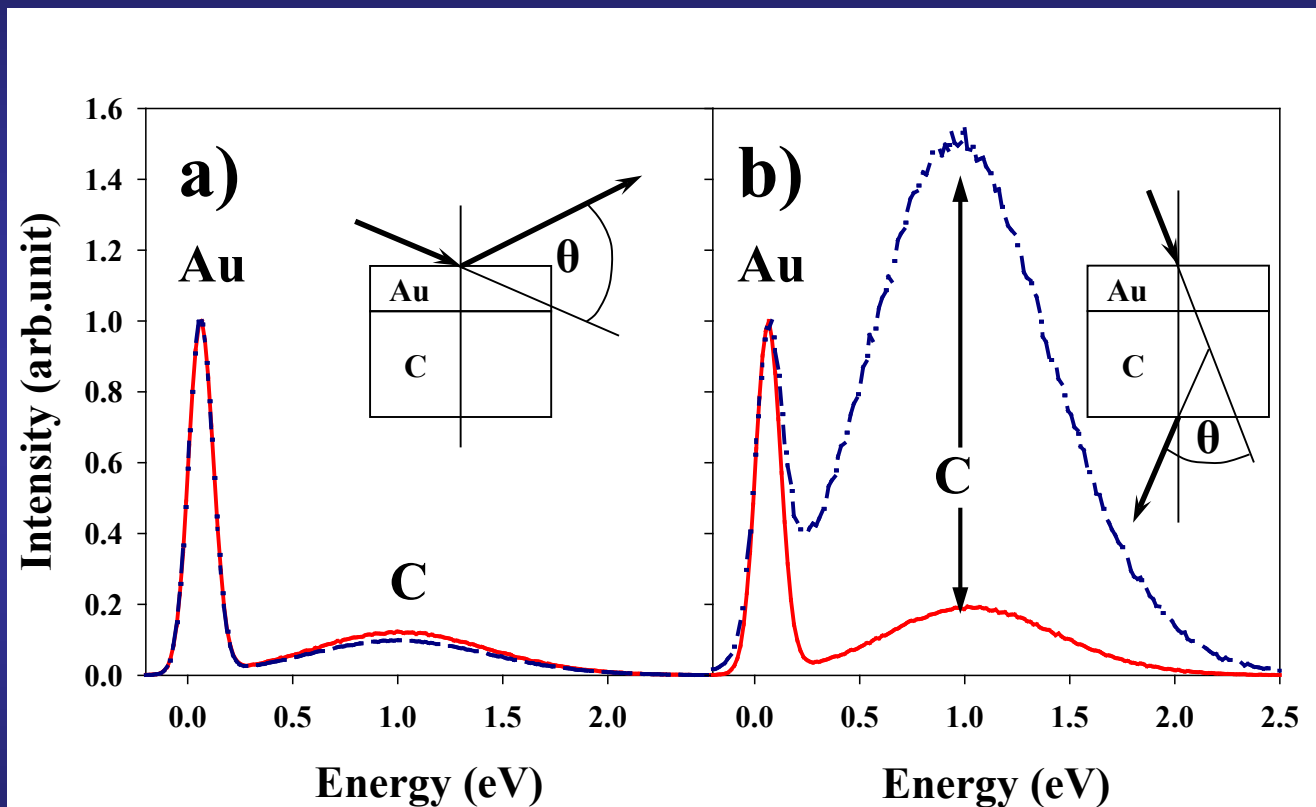 Intensity (arb.unit)
1.6
1.4
1.2
1.0
0.8
0.6
0.4
0.2
0.0
a)
Au
θ
Au
C
C
0.0 0.5 1.0 1.5 2.0
Energy (eV)
b)
Au
Au
C
θ
C
0.0 0.5 1.0 1.5 2.0 2.5
Energy (eV)